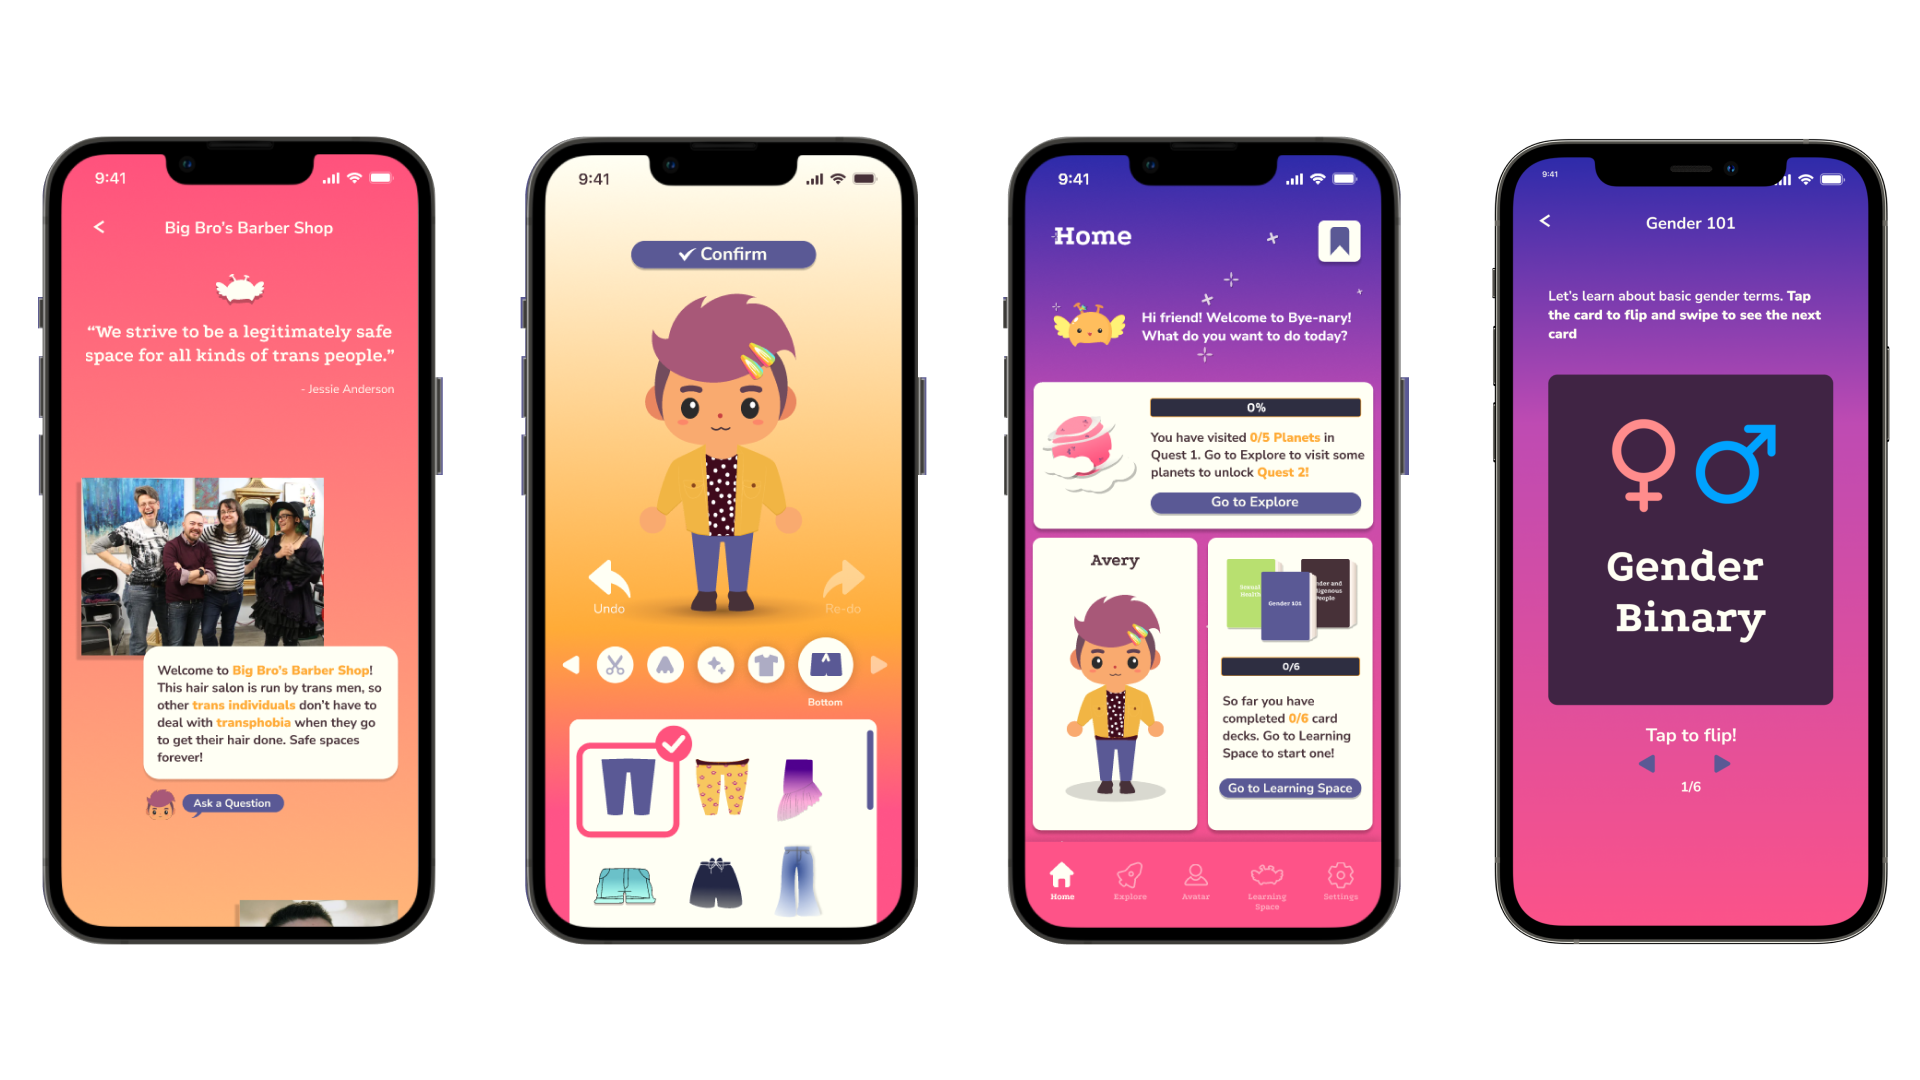 9:41
Big Bro's Barber Shop
“We strive to be a legitimately safe
space for all kinds of trans people.”
- Jessie Anderson
Welcome to Big Bro's Barber Shop!
This hair salon is run by trans men, so
other trans individuals don't have to
deal with transphobia when they go
to get their hair done. Safe spaces
forever!
Ask a Question
9:41
Confirm
Undo
Re-do
Bottom
9:41
Home
Hi friend! Welcome to Bye-nary!
What do you want to do today?
0%
You have visited 0/5 Planets in
Quest 1. Go to Explore to visit some
planets to unlock Quest 2!
Go to Explore
Avery
Sexual
Health
Gender 101
and
People
0/6
So far you have
completed 0/6 card
decks. Go to Learning
Space to start one!
Go to Learning Space
Home
Explore
Avatar
Learning
Space
Settings
9:41
Gender 101
Let's learn about basic gender terms. Tap
the card to flip and swipe to see the next
card
Gender
Binary
Tap to flip!
1/6